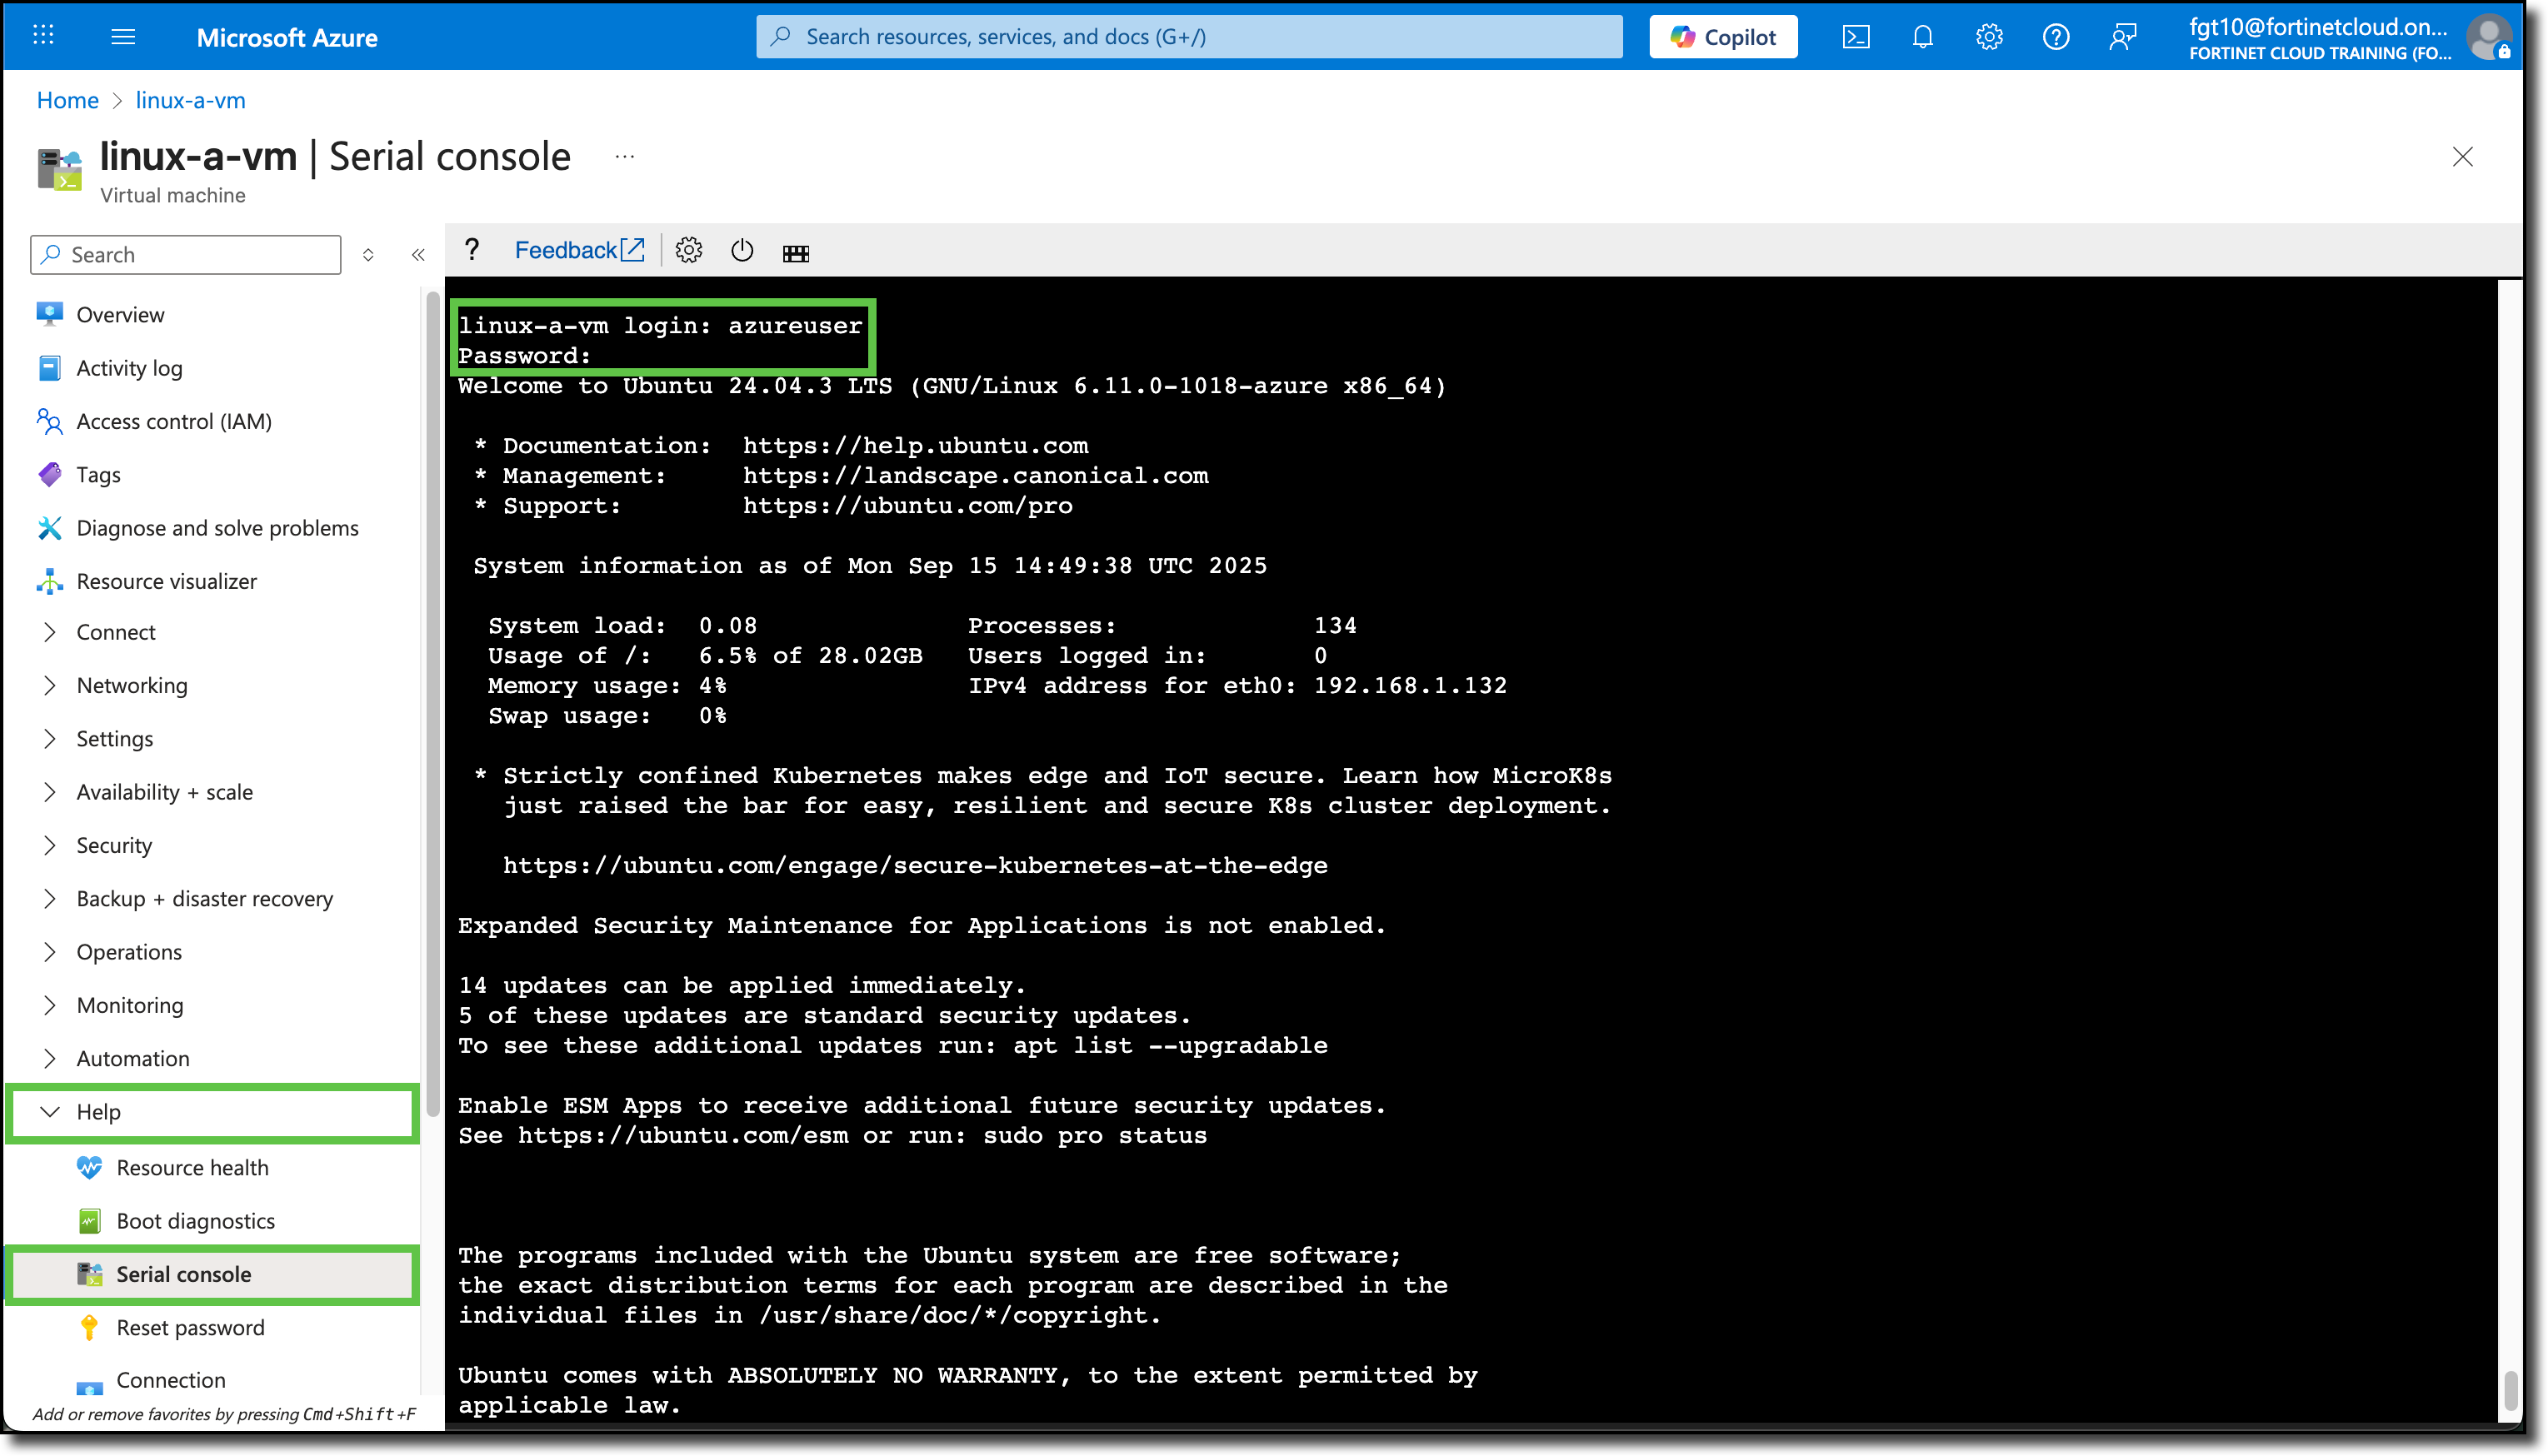 Microsoft Azure
Search resources, services, and docs (G+/)
Copilot
fgt10@fortinetcloud.on...
FORTINET CLOUD TRAINING (FO...
Home > linux-a-vm
linux-a-vm | Serial console ...
Virtual machine
Search
? Feedback
Overview
Activity log
Access control (IAM)
Tags
Diagnose and solve problems
Resource visualizer
Connect
Networking
Settings
Availability + scale
Security
Backup + disaster recovery
Operations
Monitoring
Automation
Help
Resource health
Boot diagnostics
Serial console
Reset password
Connection
Add or remove favorites by pressing Cmd+Shift+F
linux-a-vm login: azureuser
Password:
Welcome to Ubuntu 24.04.3 LTS (GNU/Linux 6.11.0-1018-azure x86_64)
* Documentation: https://help.ubuntu.com
* Management: https://landscape.canonical.com
* Support: https://ubuntu.com/pro
System information as of Mon Sep 15 14:49:38 UTC 2025
System load: 0.08 Processes: 134
Usage of /: 6.5% of 28.02GB Users logged in: 0
Memory usage: 4% IPv4 address for eth0: 192.168.1.132
Swap usage: 0%
* Strictly confined Kubernetes makes edge and IoT secure. Learn how MicroK8s
just raised the bar for easy, resilient and secure K8s cluster deployment.
https://ubuntu.com/engage/secure-kubernetes-at-the-edge
Expanded Security Maintenance for Applications is not enabled.
14 updates can be applied immediately.
5 of these updates are standard security updates.
To see these additional updates run: apt list --upgradable
Enable ESM Apps to receive additional future security updates.
See https://ubuntu.com/esm or run: sudo pro status
The programs included with the Ubuntu system are free software;
the exact distribution terms for each program are described in the
individual files in /usr/share/doc/*/copyright.
Ubuntu comes with ABSOLUTELY NO WARRANTY, to the extent permitted by
applicable law.